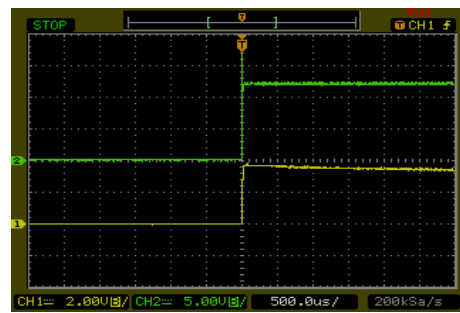 STOP
T
CH1
T
2
1
CH1 2.00V B/ CH2 5.00V B/ 500.0us/ 200kSa/s